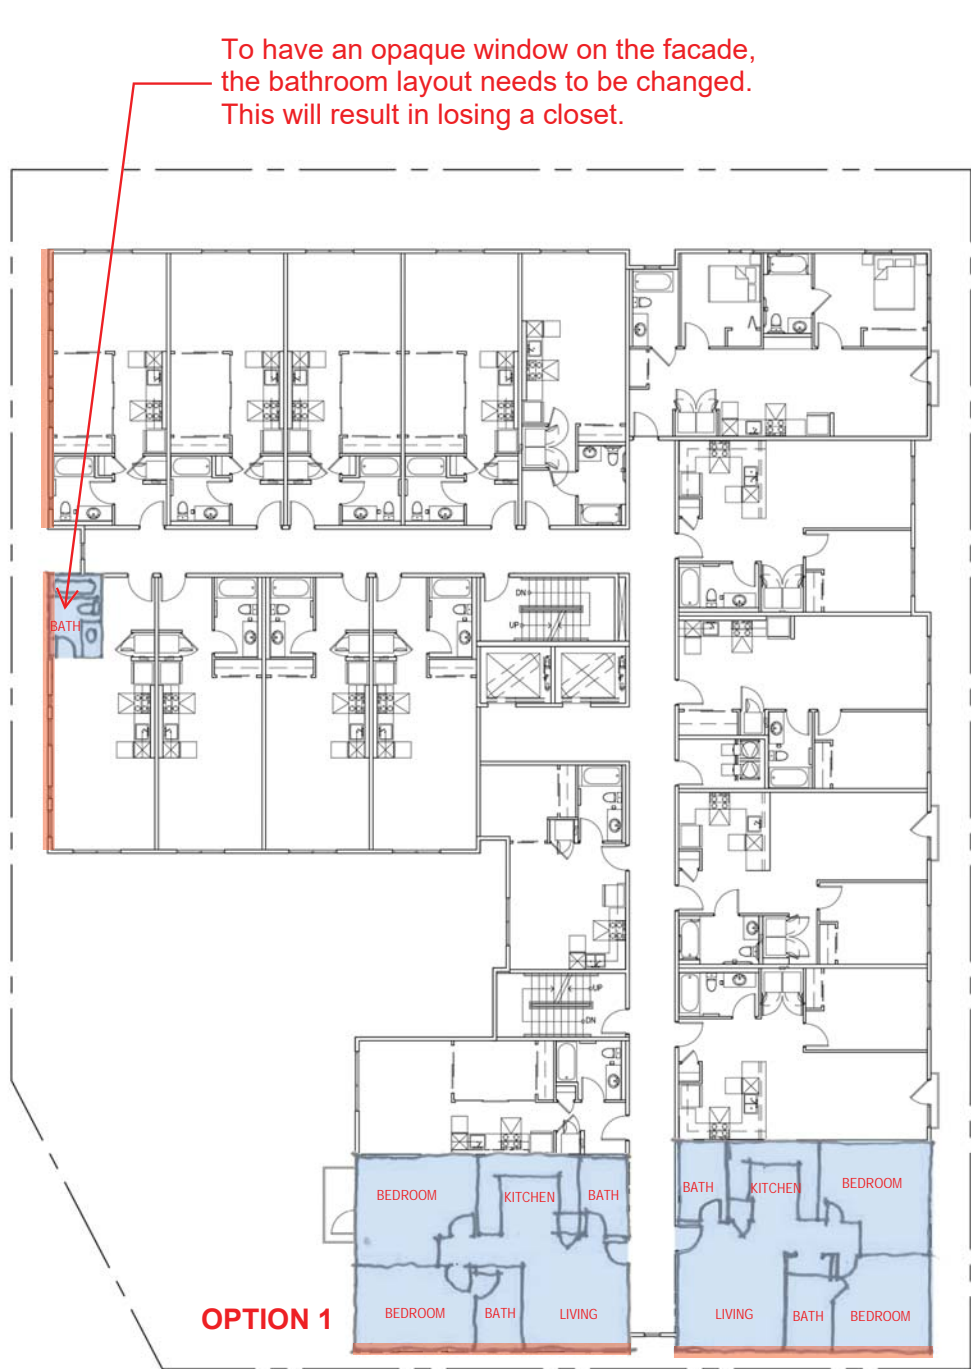 To have an opaque window on the facade,
the bathroom layout needs to be changed.
This will result in losing a closet.
DN
UP
BATH
UP
DN
BEDROOM
KITCHEN
BATH
BATH
KITCHEN
BEDROOM
BEDROOM
BATH
LIVING
LIVING
BATH
BEDROOM
OPTION 1